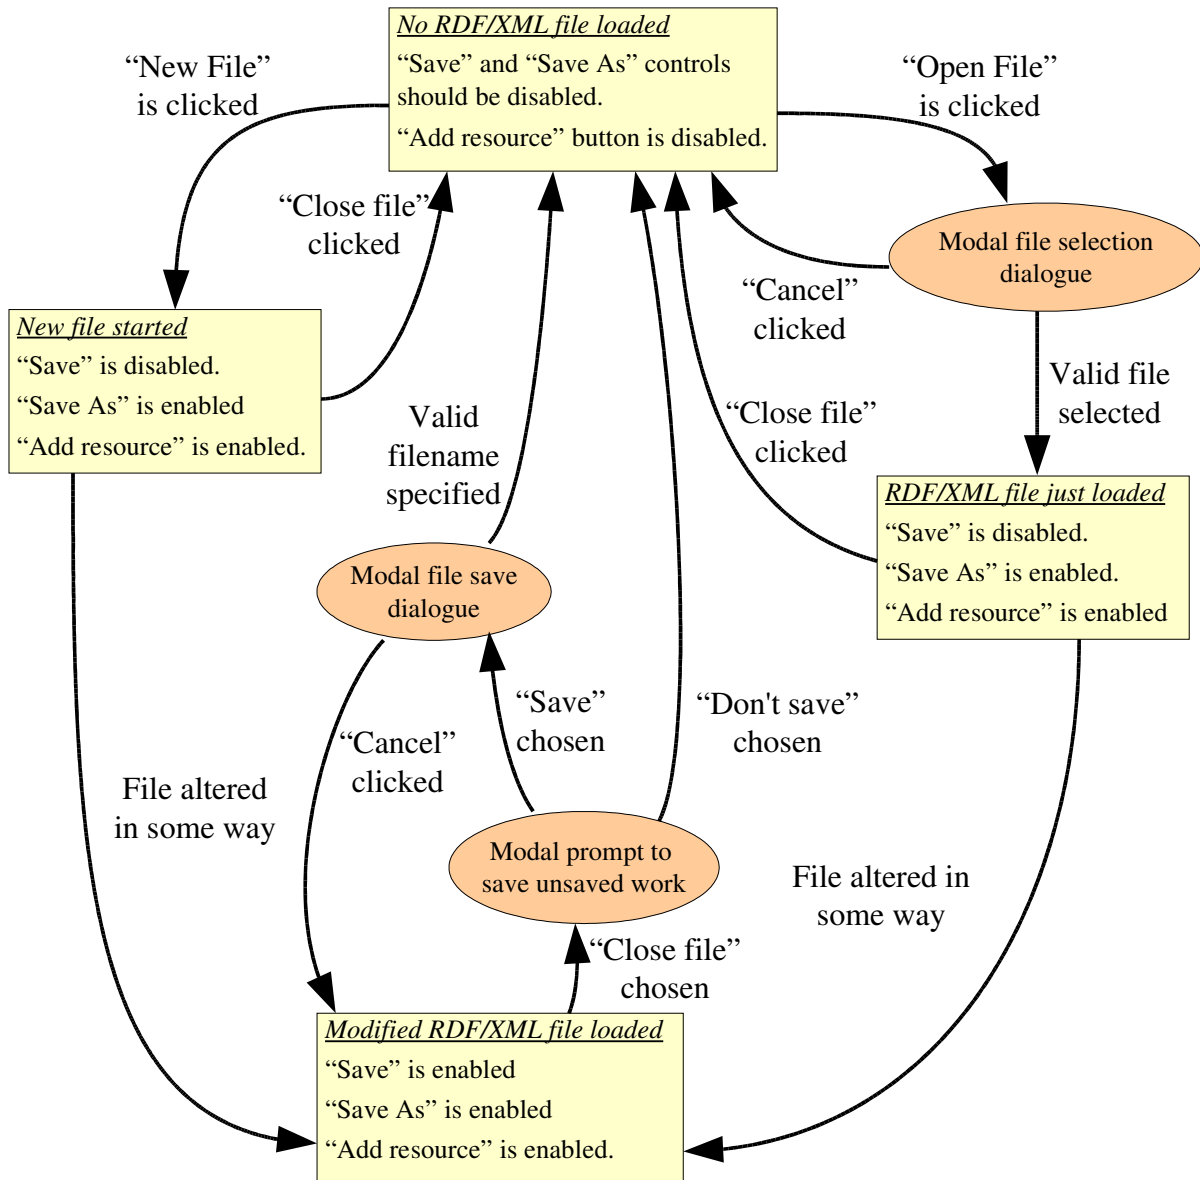 No RDF/XML file loaded
“Save” and “Save As” controls
should be disabled.
“Add resource” button is disabled.
“New File”
is clicked
“Open File”
is clicked
“Close file”
clicked
Modal file selection
dialogue
“Cancel”
clicked
New file started
“Save” is disabled.
“Save As” is enabled
“Add resource” is enabled.
Valid file
selected
Valid
filename
specified
“Close file”
clicked
RDF/XML file just loaded
“Save” is disabled.
“Save As” is enabled.
“Add resource” is enabled
Modal file save
dialogue
“Save”
chosen
“Don't save”
chosen
“Cancel”
clicked
File altered
in some way
Modal prompt to
save unsaved work
File altered in
some way
“Close file”
chosen
Modified RDF/XML file loaded
“Save” is enabled
“Save As” is enabled
“Add resource” is enabled.